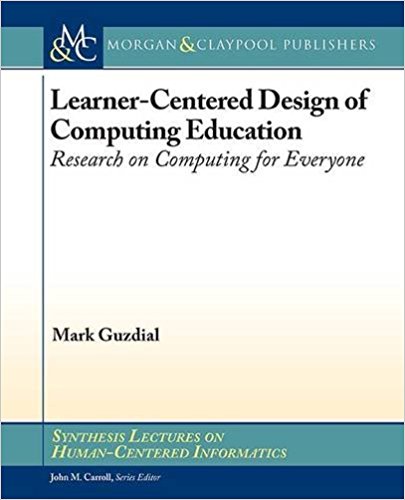 M
&C
MORGAN & CLAYPOOL PUBLISHERS
Learner-Centered Design of
Computing Education
Research on Computing for Everyone
Mark Guzdial
SYNTHESIS LECTURES ON
HUMAN-CENTERED INFORMATICS
John M. Carroll, Series Editor